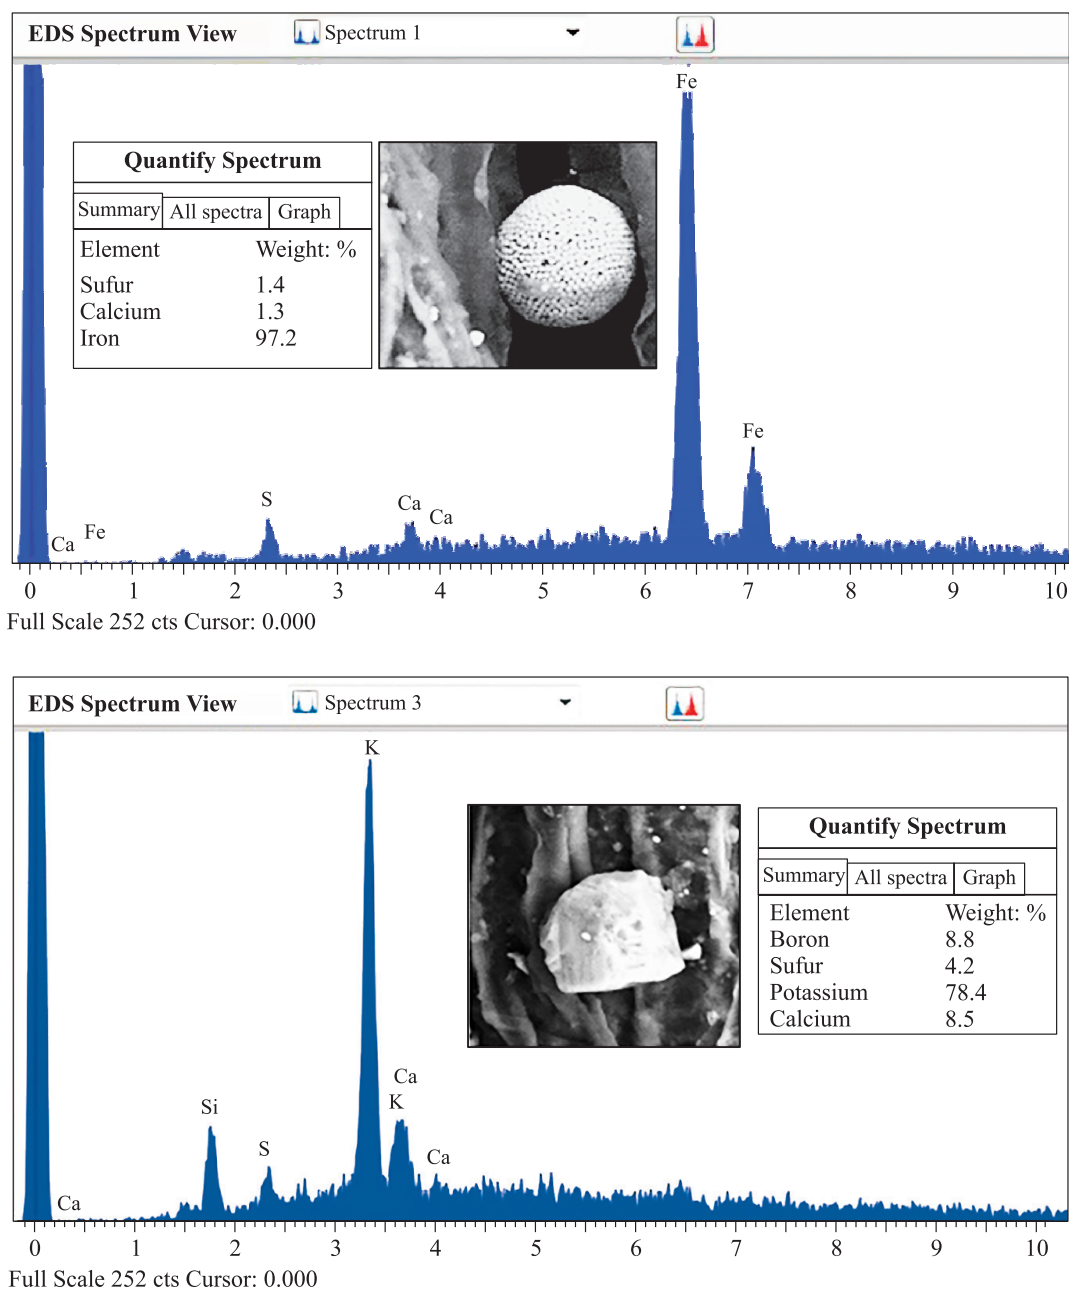 EDS Spectrum View Spectrum 1
Fe
Quantify Spectrum
Summary All spectra Graph
Element Weight: %
Sufur 1.4
Calcium 1.3
Iron 97.2
Fe
S
Ca
Ca
Fe
Ca
0 1 2 3 4 5 6 7 8 9 10
Full Scale 252 cts Cursor: 0.000
EDS Spectrum View Spectrum 3
K
Quantify Spectrum
Summary All spectra Graph
Element Weight: %
Boron 8.8
Sufur 4.2
Potassium 78.4
Calcium 8.5
Ca
K
Si
S
Ca
Ca
0 1 2 3 4 5 6 7 8 9 10
Full Scale 252 cts Cursor: 0.000